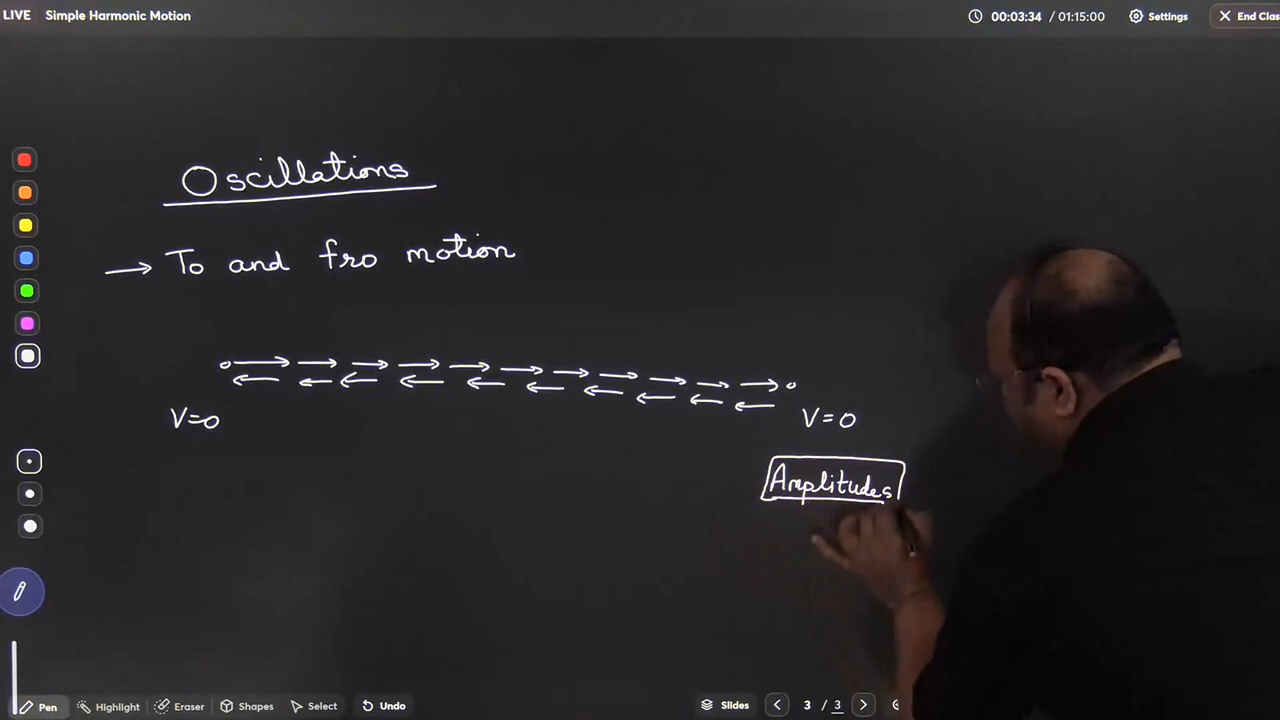 LIVE Simple Harmonic Motion 00:03:34 / 01:15:00 Settings End Clas
Oscillations
→ To and fro motion
V=0 V=0
Amplitudes
Pen Highlight Eraser Shapes Select Undo Slides 3 / 3